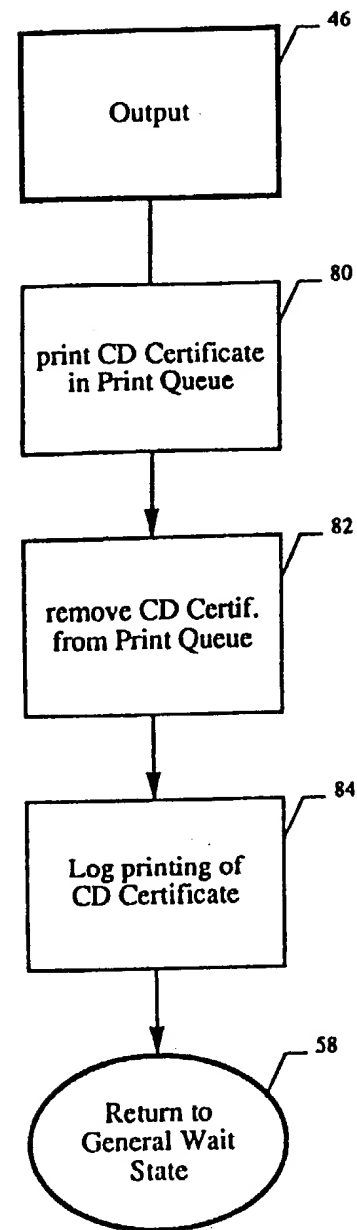 46
Output
80
print CD Certificate
in Print Queue
82
remove CD Certif.
from Print Queue
84
Log printing of
CD Certificate
58
Return to
General Wait
State